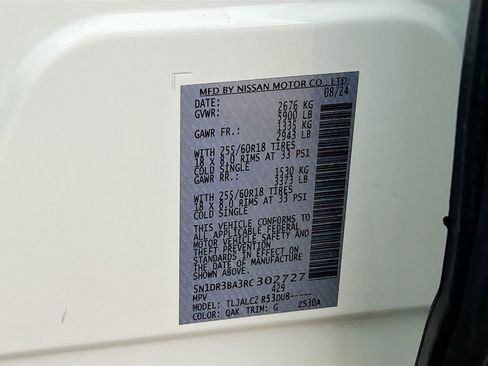 MFD BY NISSAN MOTOR CO., LTD.
DATE: 08/24
GVWR: 2676 KG
5900 LB
GAWR FR.: 1335 KG
2943 LB
WITH 255/60R18 TIRES
18 X 8.0 RIMS AT 33 PSI
COLD SINGLE
GAWR RR.: 1530 KG
3373 LB
WITH 255/60R18 TIRES
18 X 8.0 RIMS AT 33 PSI
COLD SINGLE
THIS VEHICLE CONFORMS TO
ALL APPLICABLE FEDERAL
MOTOR VEHICLE SAFETY AND
THEFT PREVENTION
STANDARDS IN EFFECT ON
DATE SHOWN ABOVE.
5N1DR3BA3RC302727
MPV 429
MODEL: TLJALC2 R53DU8-----
COLOR: QAK TRIM: G Z530A